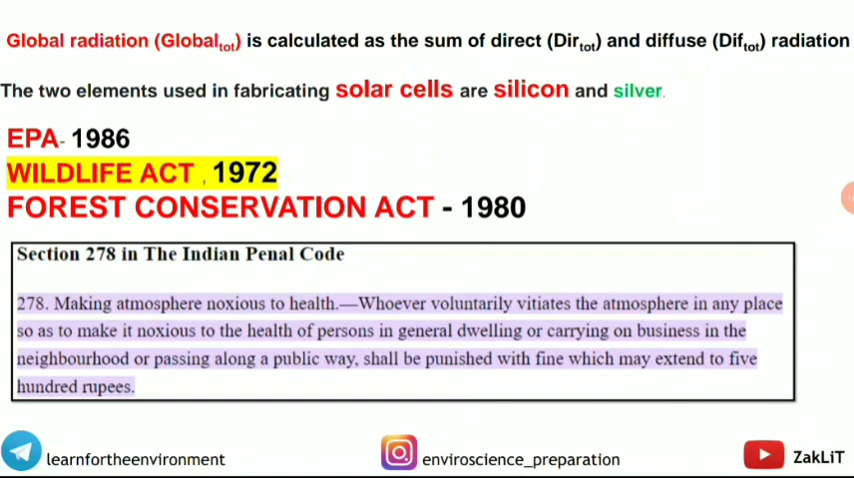 Global radiation (Globaltot) is calculated as the sum of direct (Dirtot) and diffuse (Diftot) radiation
The two elements used in fabricating solar cells are silicon and silver.
EPA- 1986
WILDLIFE ACT , 1972
FOREST CONSERVATION ACT - 1980
Section 278 in The Indian Penal Code
278. Making atmosphere noxious to health.—Whoever voluntarily vitiates the atmosphere in any place
so as to make it noxious to the health of persons in general dwelling or carrying on business in the
neighbourhood or passing along a public way, shall be punished with fine which may extend to five
hundred rupees.
learnfortheenvironment
enviroscience_preparation
ZakLiT